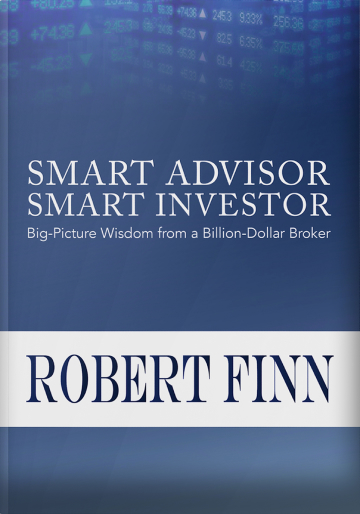 SMART ADVISOR
SMART INVESTOR
Big-Picture Wisdom from a Billion-Dollar Broker
ROBERT FINN